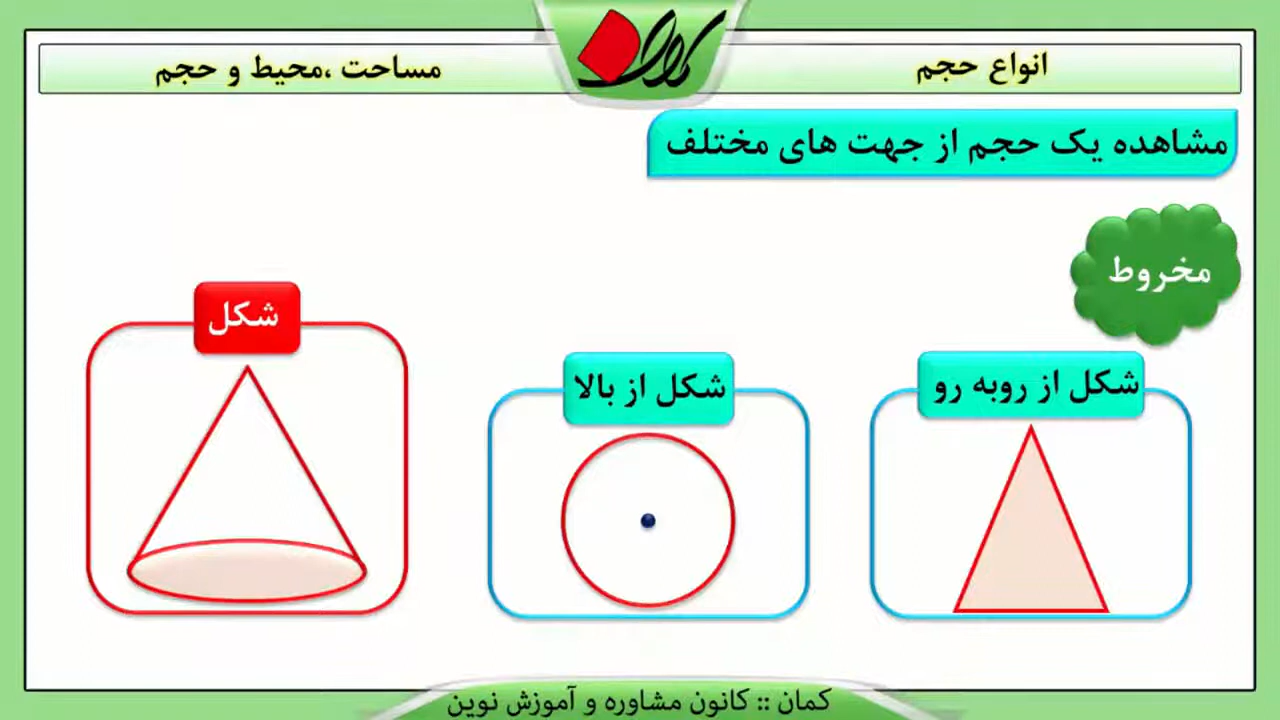 انواع حجم
مساحت ،محیط و حجم
مشاهده یک حجم از جهت های مختلف
مخروط
شکل از روبه رو
شکل از بالا
شکل
کمان :: کانون مشاوره و آموزش نوین